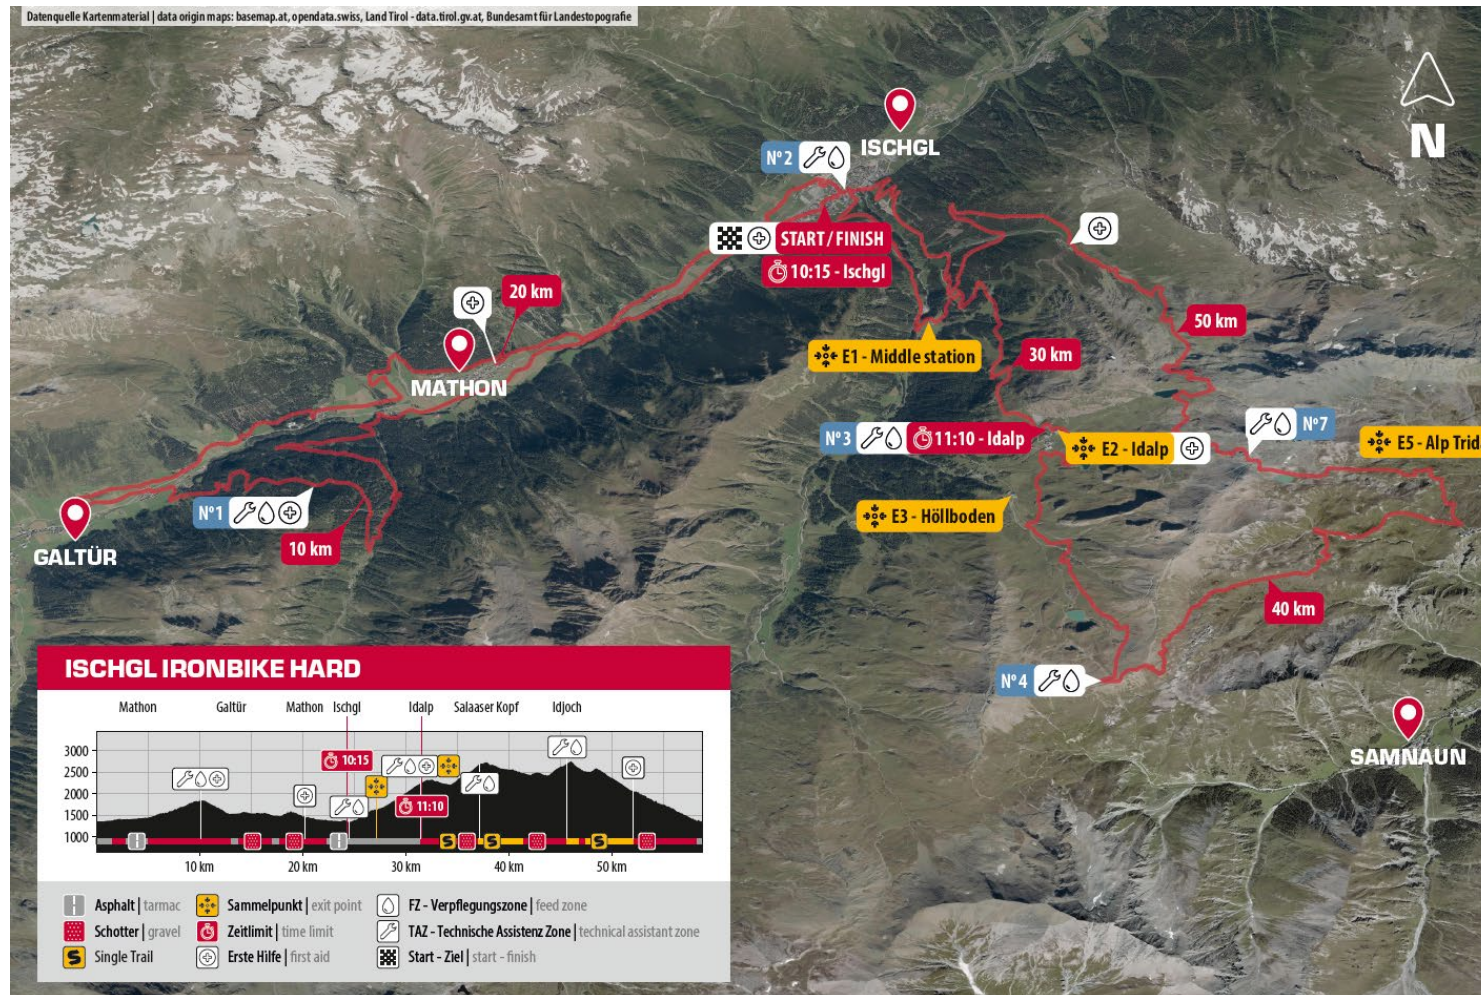 Datenquelle Kartenmaterial | data origin maps: basemap.at, opendata.swiss, Land Tirol - data.tirol.gv.at, Bundesamt für Landestopografie
N
ISCHGL
Nº2
START / FINISH
10:15 - Ischgl
20 km
MATHON
50 km
E1 - Middle station
30 km
Nº3
11:10 - Idalp
E2 - Idalp
Nº7
E5 - Alp Trid
Nº1
E3 - Höllboden
10 km
GALTÜR
40 km
Nº4
SAMNAUN
ISCHGL IRONBIKE HARD
Mathon Galtür Mathon Ischgl Idalp Salaaser Kopf Idjoch
3000
2500
2000
1500
1000
10:15
11:10
10 km 20 km 30 km 40 km 50 km
Asphalt | tarmac
Sammelpunkt | exit point
FZ - Verpflegungszone | feed zone
Schotter | gravel
Zeitlimit | time limit
TAZ - Technische Assistenz Zone | technical assistant zone
S Single Trail
Erste Hilfe | first aid
Start - Ziel | start - finish